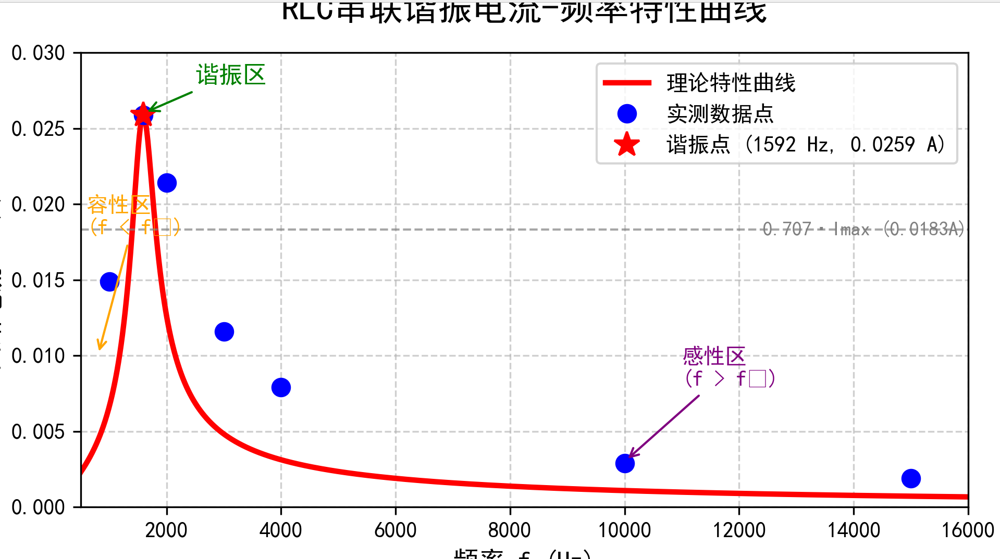 RLC串联谐振电流-频率特性曲线
0.030
0.025
0.020
0.015
0.010
0.005
0.000
谐振区
理论特性曲线
实测数据点
谐振点 (1592 Hz, 0.0259 A)
容性区
(f < f□)
0.707·Imax (0.0183A)
感性区
(f > f□)
2000 4000 6000 8000 10000 12000 14000 16000
频率 f (Hz)